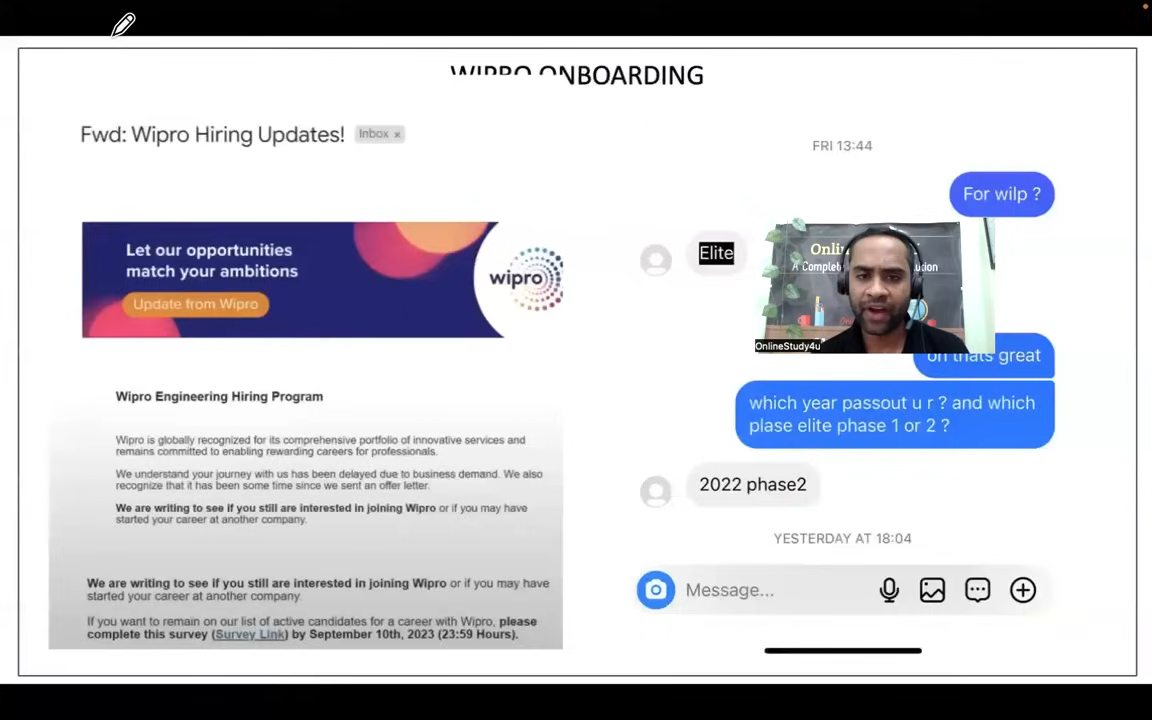 WIPRO ONBOARDING
Fwd: Wipro Hiring Updates!
Inbox x
Let our opportunities
match your ambitions
Update from Wipro
wipro
Wipro Engineering Hiring Program
Wipro is globally recognized for its comprehensive portfolio of innovative services and
remains committed to enabling rewarding careers for professionals.
We understand your journey with us has been delayed due to business demand. We also
recognize that it has been some time since we sent an offer letter.
We are writing to see if you still are interested in joining Wipro or if you may have
started your career at another company.
We are writing to see if you still are interested in joining Wipro or if you may have
started your career at another company.
If you want to remain on our list of active candidates for a career with Wipro, please
complete this survey (Survey Link) by September 10th, 2023 (23:59 Hours).
FRI 13:44
For wilp ?
Elite
Onli
A Complet
ution
OnlineStudy4u
oh thats great
which year passout u r ? and which
plase elite phase 1 or 2 ?
2022 phase2
YESTERDAY AT 18:04
Message...